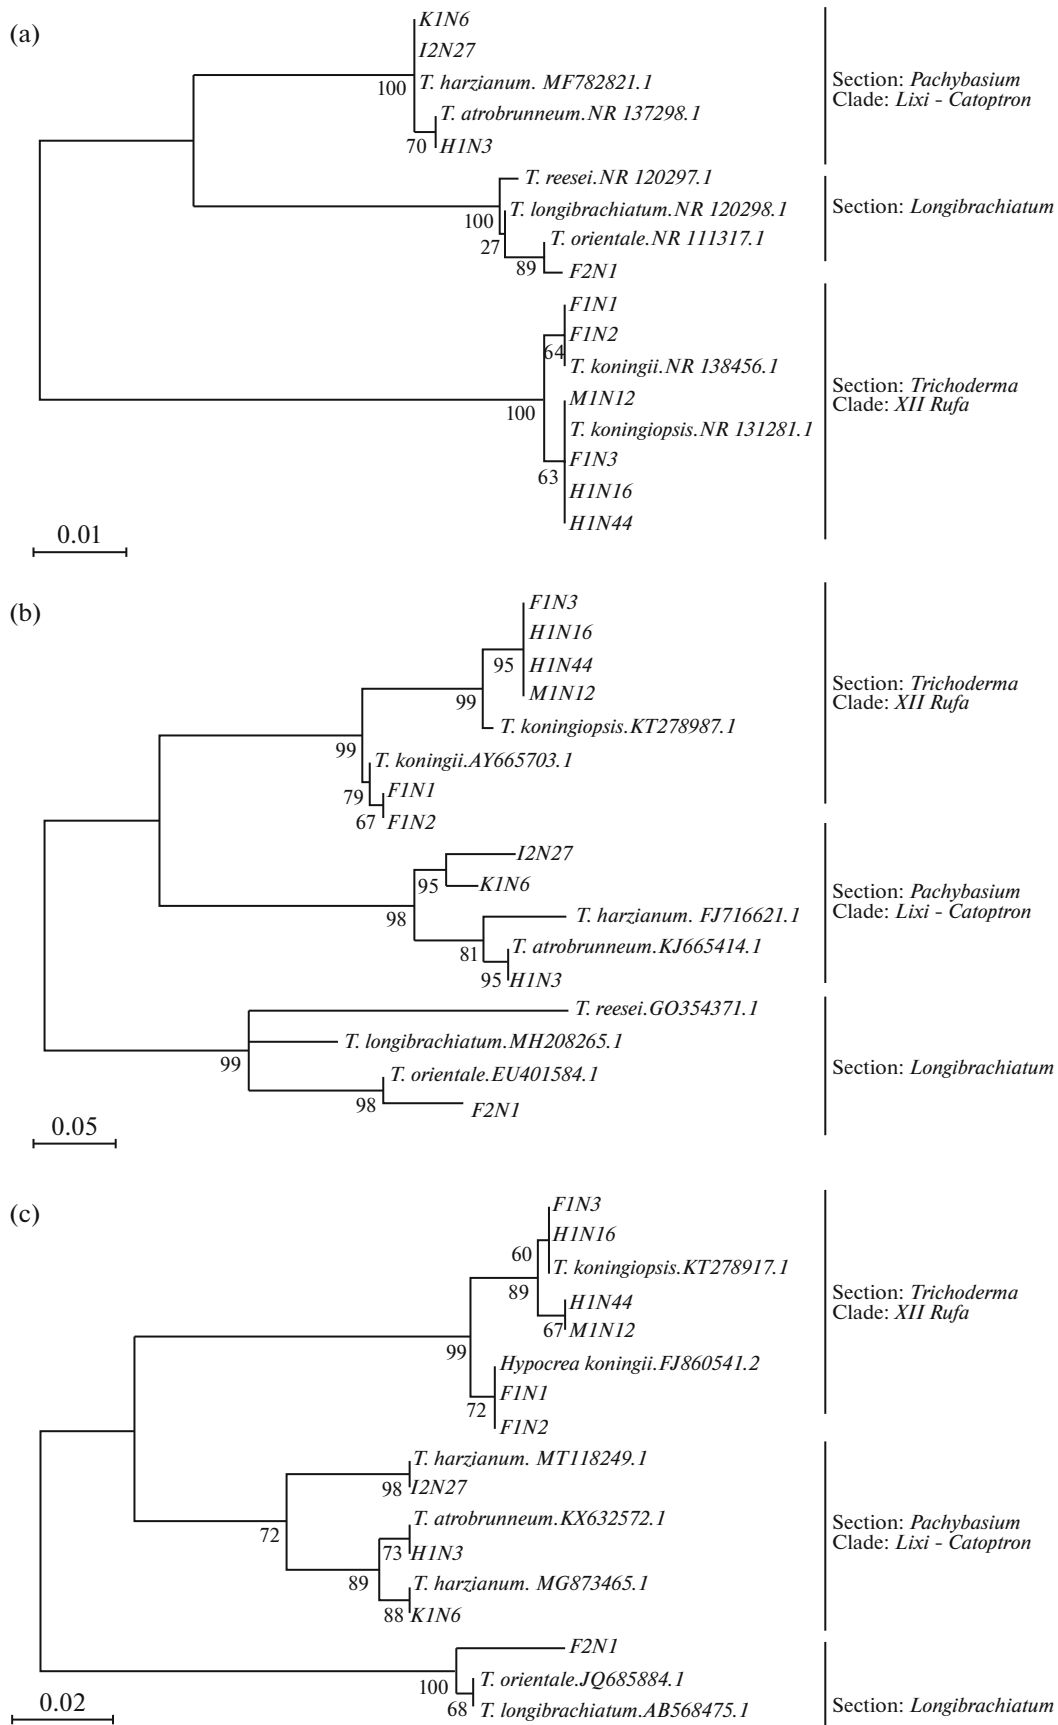 (a)
K1N6
I2N27
T. harzianum. MF782821.1
100
T. atrobrunneum.NR 137298.1
70
H1N3
Section: Pachybasium
Clade: Lixi - Catoptron
T. reesei.NR 120297.1
T. longibrachiatum.NR 120298.1
100
T. orientale.NR 111317.1
27
89
F2N1
Section: Longibrachiatum
F1N1
F1N2
64
T. koningii.NR 138456.1
M1N12
100
T. koningiopsis.NR 131281.1
F1N3
63
H1N16
H1N44
Section: Trichoderma
Clade: XII Rufa
0.01
(b)
F1N3
H1N16
95
H1N44
M1N12
99
T. koningiopsis.KT278987.1
99
T. koningii.AY665703.1
79
F1N1
67
F1N2
Section: Trichoderma
Clade: XII Rufa
I2N27
95
K1N6
98
T. harzianum. FJ716621.1
T. atrobrunneum.KJ665414.1
81
95
H1N3
Section: Pachybasium
Clade: Lixi - Catoptron
T. reesei.GO354371.1
T. longibrachiatum.MH208265.1
99
T. orientale.EU401584.1
98
F2N1
Section: Longibrachiatum
0.05
(c)
F1N3
H1N16
60
T. koningiopsis.KT278917.1
89
H1N44
67
M1N12
99
Hypocrea koningii.FJ860541.2
F1N1
72
F1N2
Section: Trichoderma
Clade: XII Rufa
T. harzianum. MT118249.1
98
I2N27
T. atrobrunneum.KX632572.1
72
73
H1N3
89
T. harzianum. MG873465.1
88
K1N6
Section: Pachybasium
Clade: Lixi - Catoptron
F2N1
T. orientale.JQ685884.1
100
68
T. longibrachiatum.AB568475.1
Section: Longibrachiatum
0.02